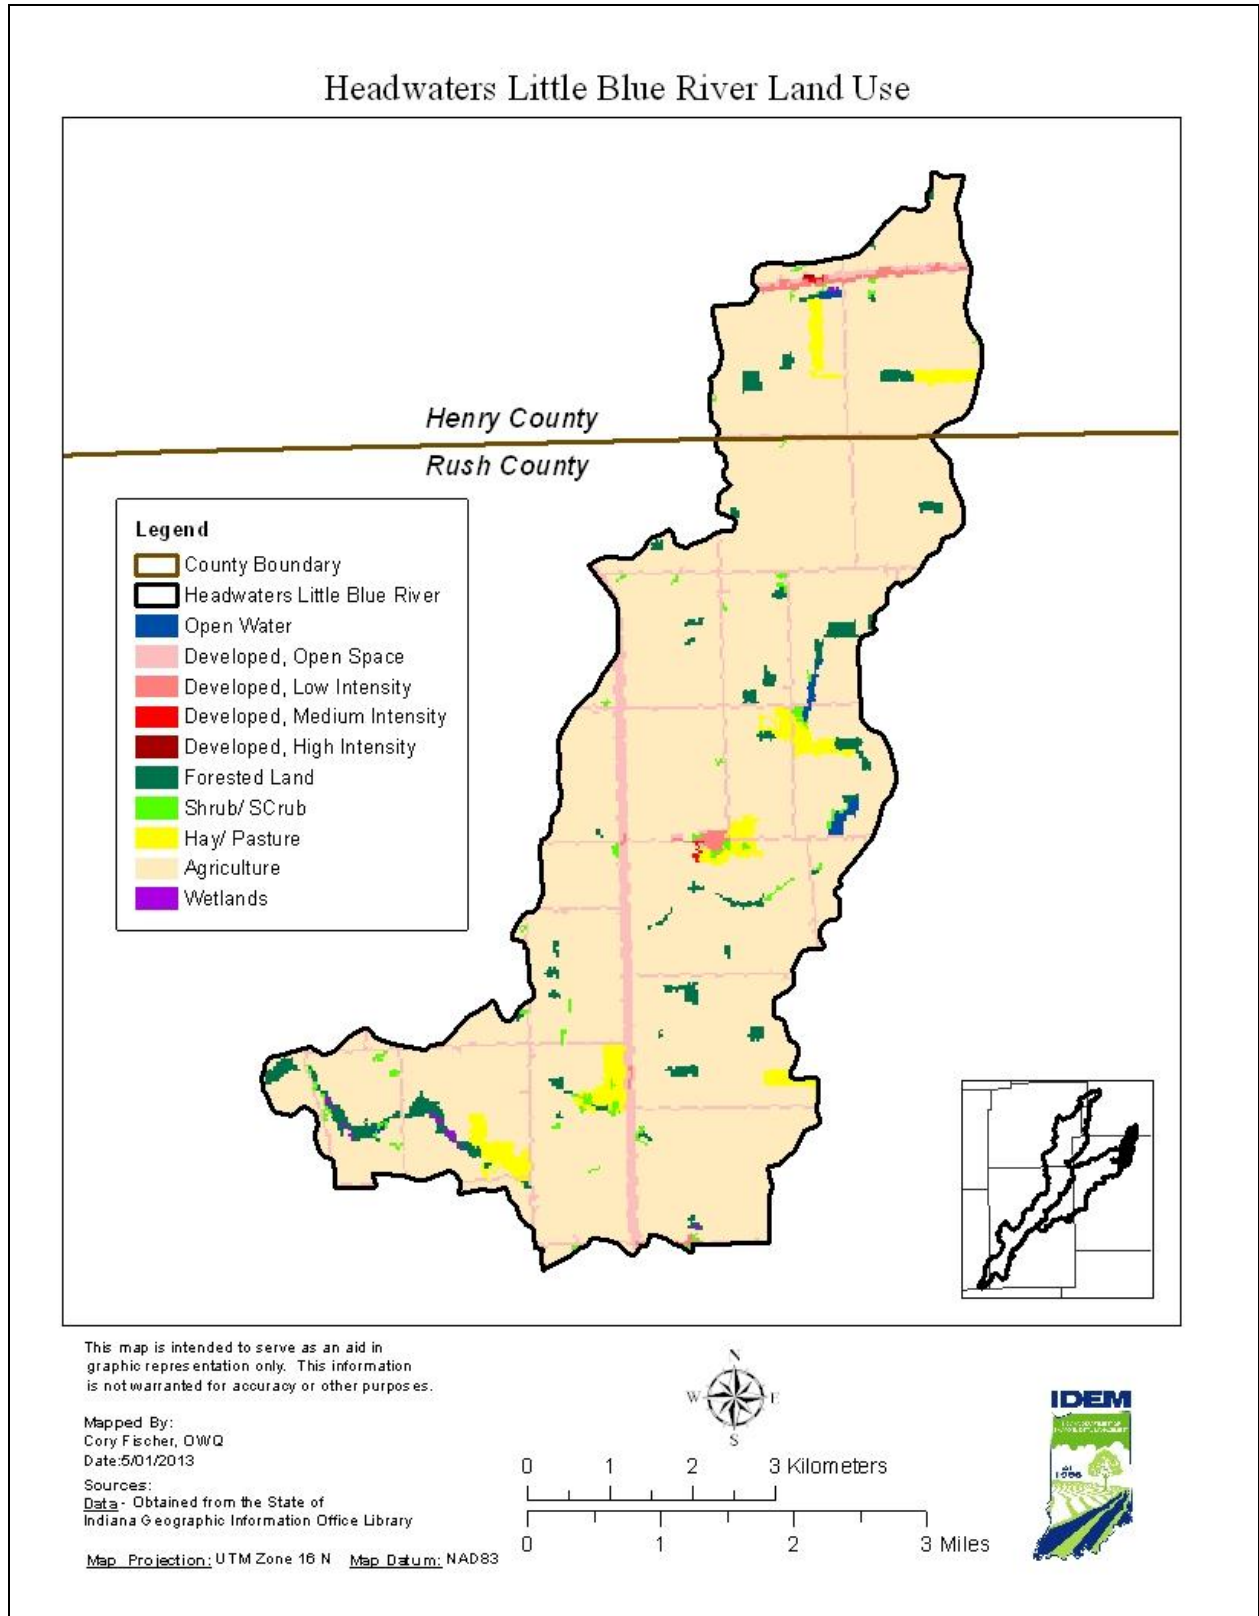 Headwaters Little Blue River Land Use
Henry County
Rush County
Legend
County Boundary
Headwaters Little Blue River
Open Water
Developed, Open Space
Developed, Low Intensity
Developed, Medium Intensity
Developed, High Intensity
Forested Land
Shrub/ SCrub
Hay/ Pasture
Agriculture
Wetlands
This map is intended to serve as an aid in
graphic representation only. This information
is not warranted for accuracy or other purposes.
Mapped By:
Cory Fischer, OWQ
Date:5/01/2013
Sources:
Data - Obtained from the State of
Indiana Geographic Information Office Library
Map Projection: UTM Zone 16 N Map Datum: NAD83
N
W E
S
0 1 2 3 Kilometers
0 1 2 3 Miles
IDEM